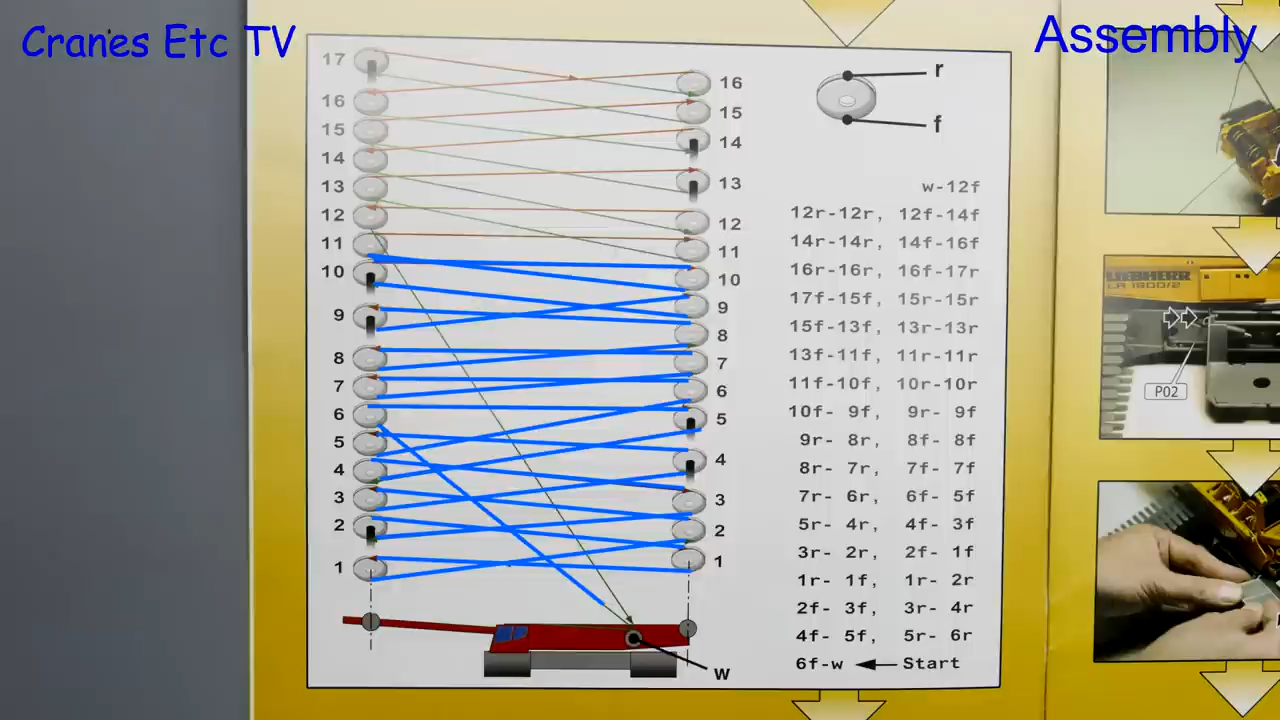 Cranes Etc TV
Assembly
17
16
15
14
13
12
11
10
9
8
7
6
5
4
3
2
1
16
15
14
13
12
11
10
9
8
7
6
5
4
3
2
1
w
r
f
w-12f
12r-12r, 12f-14f
14r-14r, 14f-16f
16r-16r, 16f-17r
17f-15f, 15r-15r
15f-13f, 13r-13r
13f-11f, 11r-11r
11f-10f, 10r-10r
10f- 9f, 9r- 9f
9r- 8r, 8f- 8f
8r- 7r, 7f- 7f
7r- 6r, 6f- 5f
5r- 4r, 4f- 3f
3r- 2r, 2f- 1f
1r- 1f, 1r- 2r
2f- 3f, 3r- 4r
4f- 5f, 5r- 6r
6f-w Start
LIEBHERR
LR 1800/2
P02